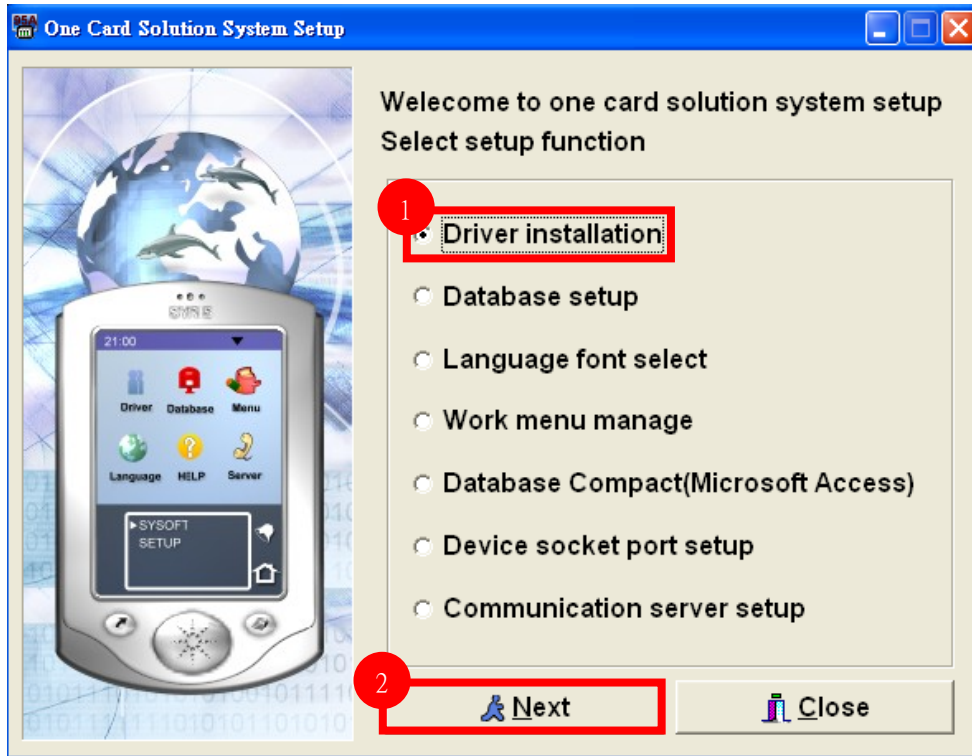 One Card Solution System Setup
Welecome to one card solution system setup
Select setup function
1
Driver installation
Database setup
Language font select
Work menu manage
Database Compact(Microsoft Access)
Device socket port setup
Communication server setup
2
Next
Close
SYRIS
21:00
Driver Database Menu
Language HELP Server
SYSOFT
SETUP